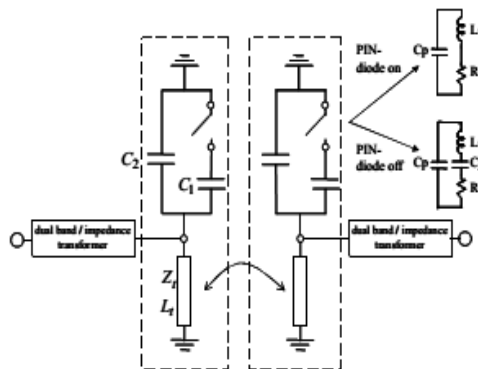 PIN-
diode on
Cp
L
R
PIN-
diode off
Cp
L
C
R
C2
C1
dual band / impedance
transformer
dual band / impedance
transformer
Zt
Lt